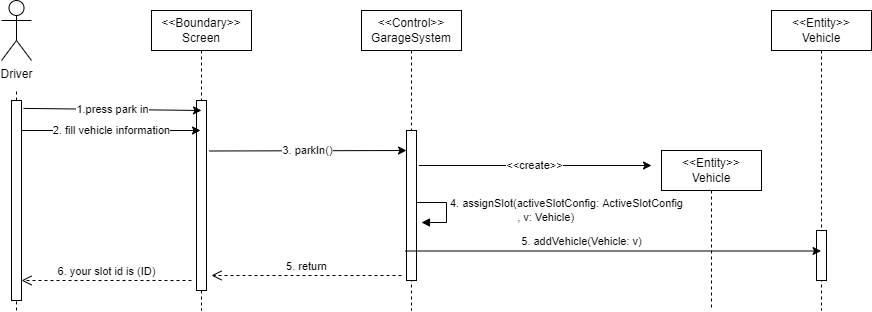 <<Boundary>>
Screen
<<Control>>
GarageSystem
<<Entity>>
Vehicle
Driver
1.press park in
2. fill vehicle information
3. parkIn()
<<create>>
<<Entity>>
Vehicle
4. assignSlot(activeSlotConfig: ActiveSlotConfig
, v: Vehicle)
5. addVehicle(Vehicle: v)
5. return
6. your slot id is (ID)